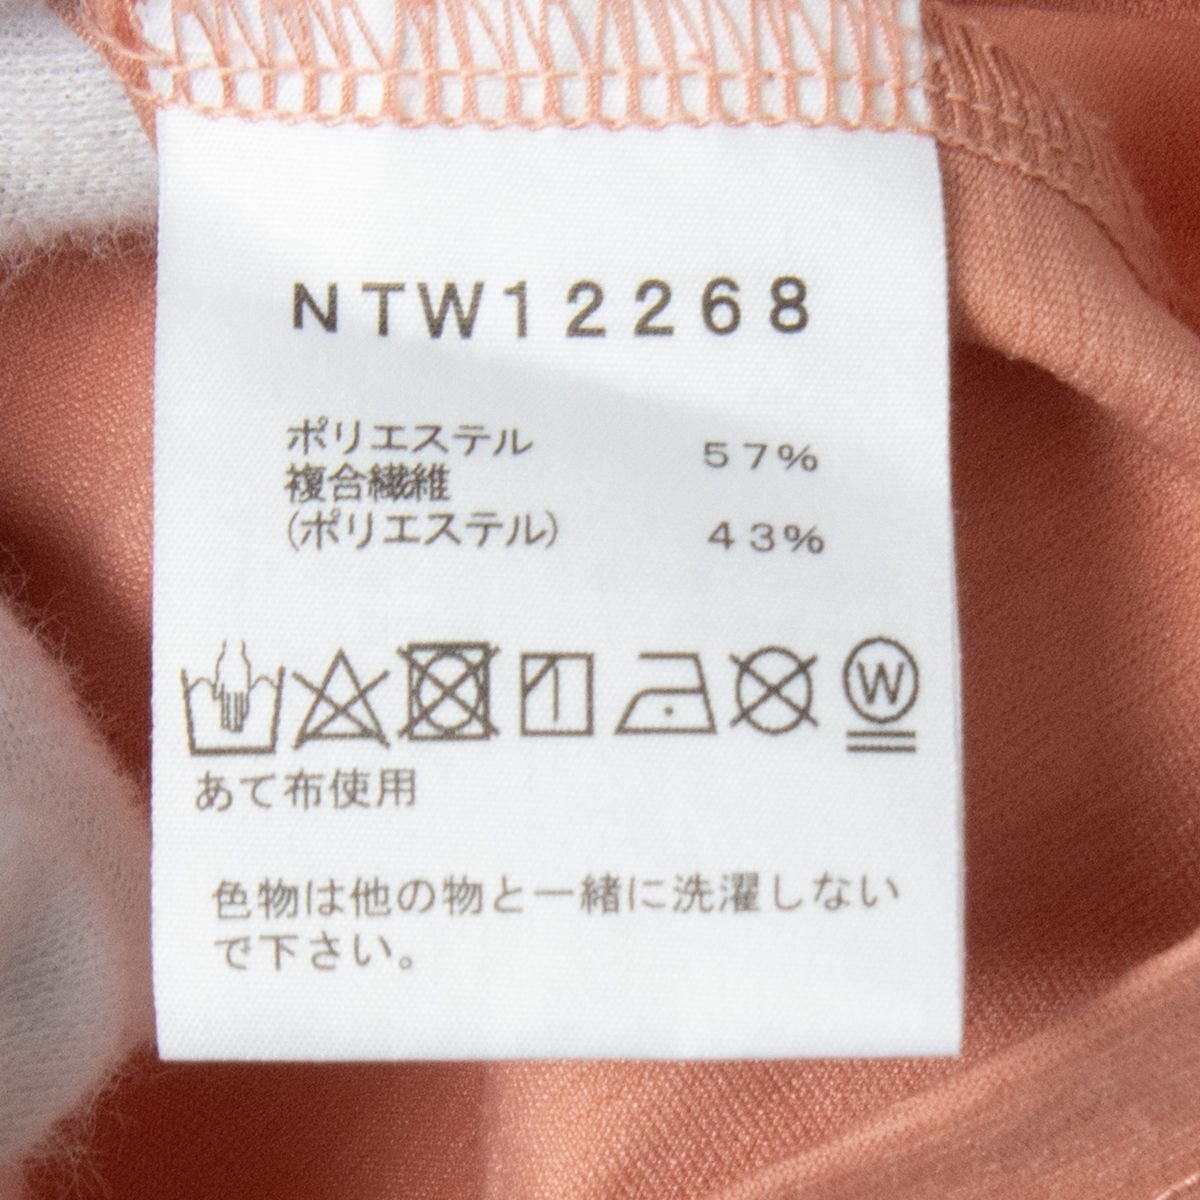 NTW12268
ポリエステル 57%
複合繊維
(ポリエステル) 43%
W
あて布使用
色物は他の物と一緒に洗濯しない
で下さい。